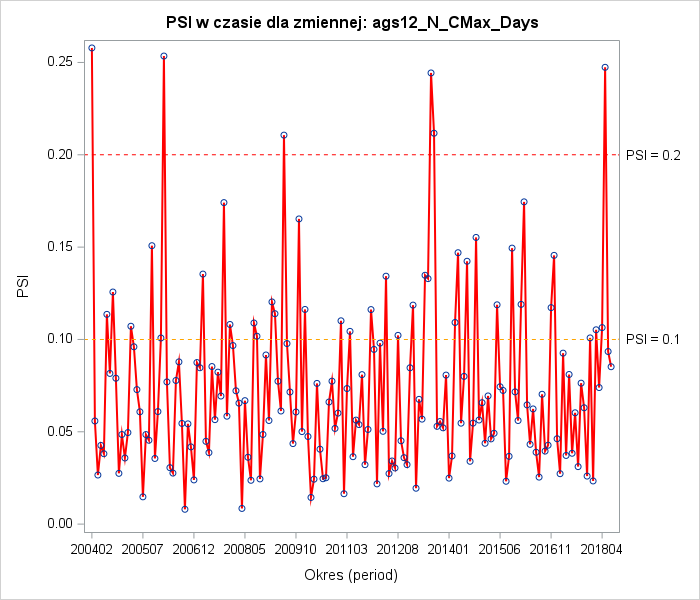 PSI w czasie dla zmiennej: ags12_N_CMax_Days
0.25
0.20
0.15
0.10
0.05
0.00
PSI
PSI = 0.2
PSI = 0.1
200402 200507 200612 200805 200910 201103 201208 201401 201506 201611 201804
Okres (period)